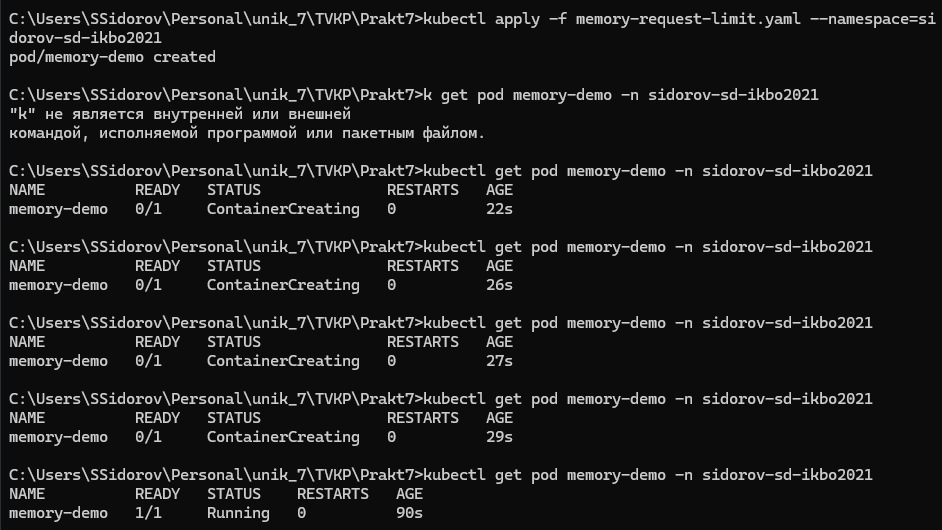 C:\Users\SSidorov\Personal\unik_7\TVKP\Prakt7>kubectl apply -f memory-request-limit.yaml --namespace=si
dorov-sd-ikbo2021
pod/memory-demo created
C:\Users\SSidorov\Personal\unik_7\TVKP\Prakt7>k get pod memory-demo -n sidorov-sd-ikbo2021
"k" не является внутренней или внешней
командой, исполняемой программой или пакетным файлом.
C:\Users\SSidorov\Personal\unik_7\TVKP\Prakt7>kubectl get pod memory-demo -n sidorov-sd-ikbo2021
NAME          READY   STATUS              RESTARTS   AGE
memory-demo   0/1     ContainerCreating   0          22s
C:\Users\SSidorov\Personal\unik_7\TVKP\Prakt7>kubectl get pod memory-demo -n sidorov-sd-ikbo2021
NAME          READY   STATUS              RESTARTS   AGE
memory-demo   0/1     ContainerCreating   0          26s
C:\Users\SSidorov\Personal\unik_7\TVKP\Prakt7>kubectl get pod memory-demo -n sidorov-sd-ikbo2021
NAME          READY   STATUS              RESTARTS   AGE
memory-demo   0/1     ContainerCreating   0          27s
C:\Users\SSidorov\Personal\unik_7\TVKP\Prakt7>kubectl get pod memory-demo -n sidorov-sd-ikbo2021
NAME          READY   STATUS              RESTARTS   AGE
memory-demo   0/1     ContainerCreating   0          29s
C:\Users\SSidorov\Personal\unik_7\TVKP\Prakt7>kubectl get pod memory-demo -n sidorov-sd-ikbo2021
NAME          READY   STATUS    RESTARTS   AGE
memory-demo   1/1     Running   0          90s